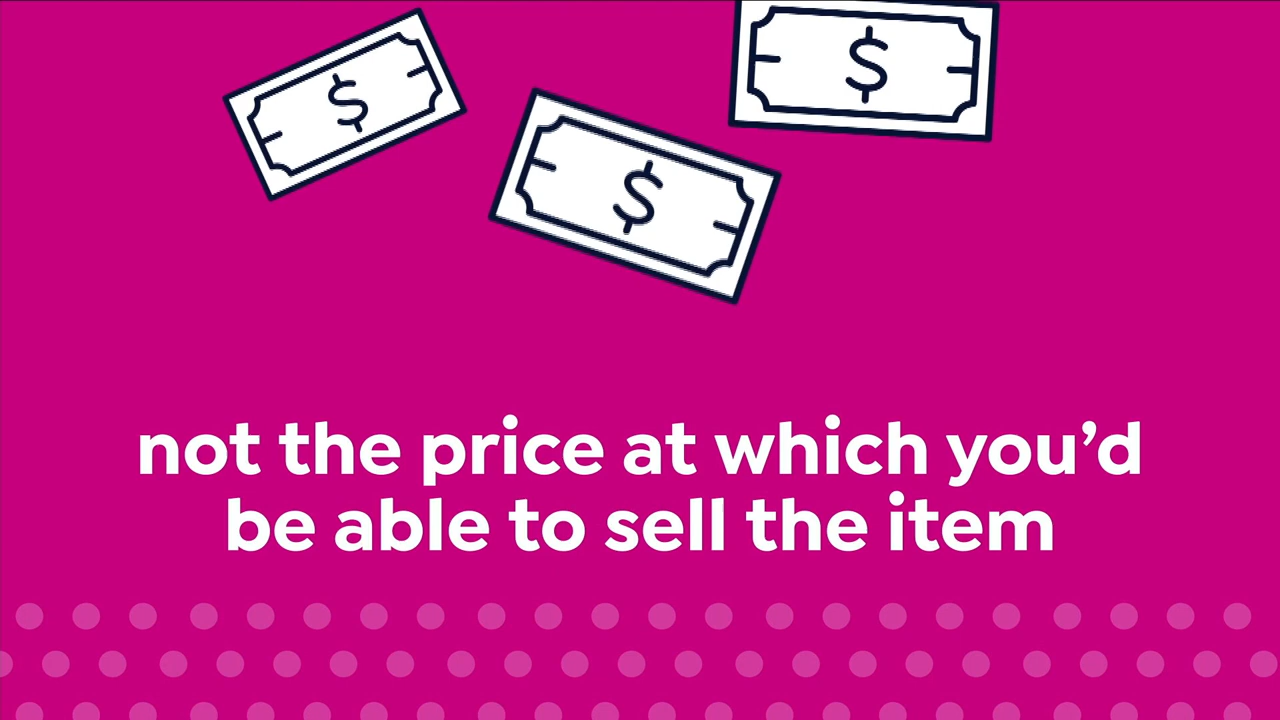 $
$
$
not the price at which you’d
be able to sell the item